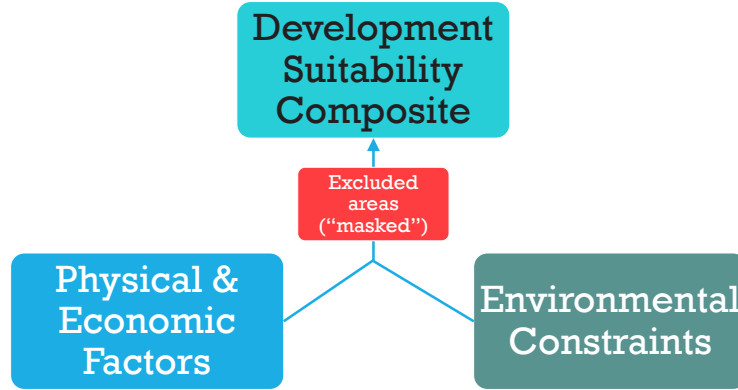 Development
Suitability
Composite
Excluded
areas
(“masked”)
Physical &
Economic
Factors
Environmental
Constraints